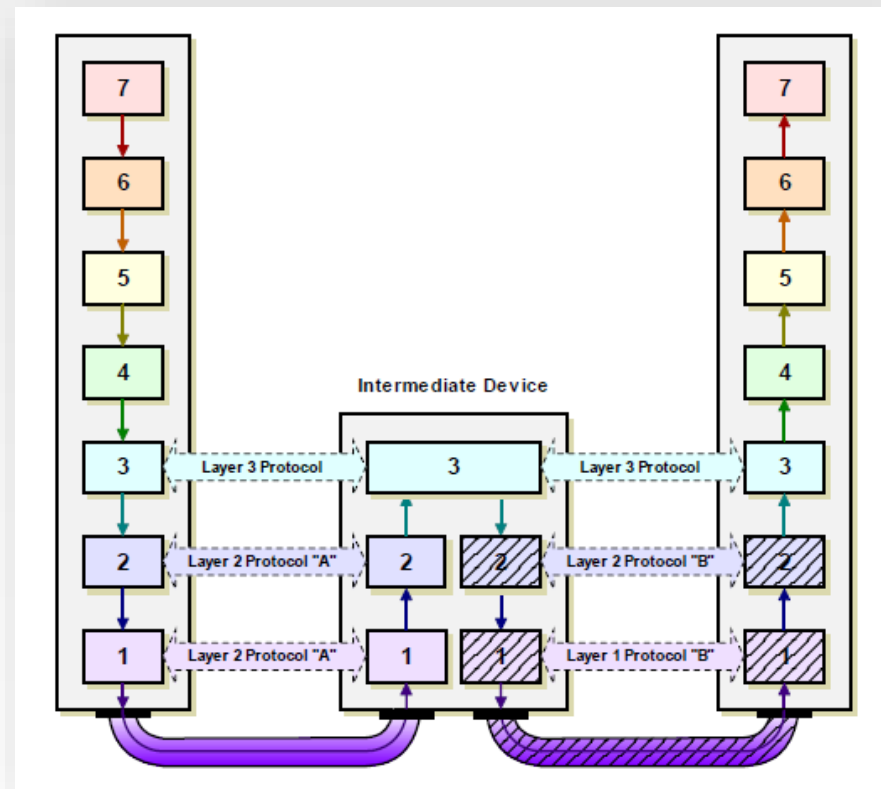 7
7
6
6
5
5
4
4
Intermediate Device
3
Layer 3 Protocol
3
Layer 3 Protocol
3
2
Layer 2 Protocol "A"
2
2
Layer 2 Protocol "B"
2
1
Layer 2 Protocol "A"
1
1
Layer 1 Protocol "B"
1